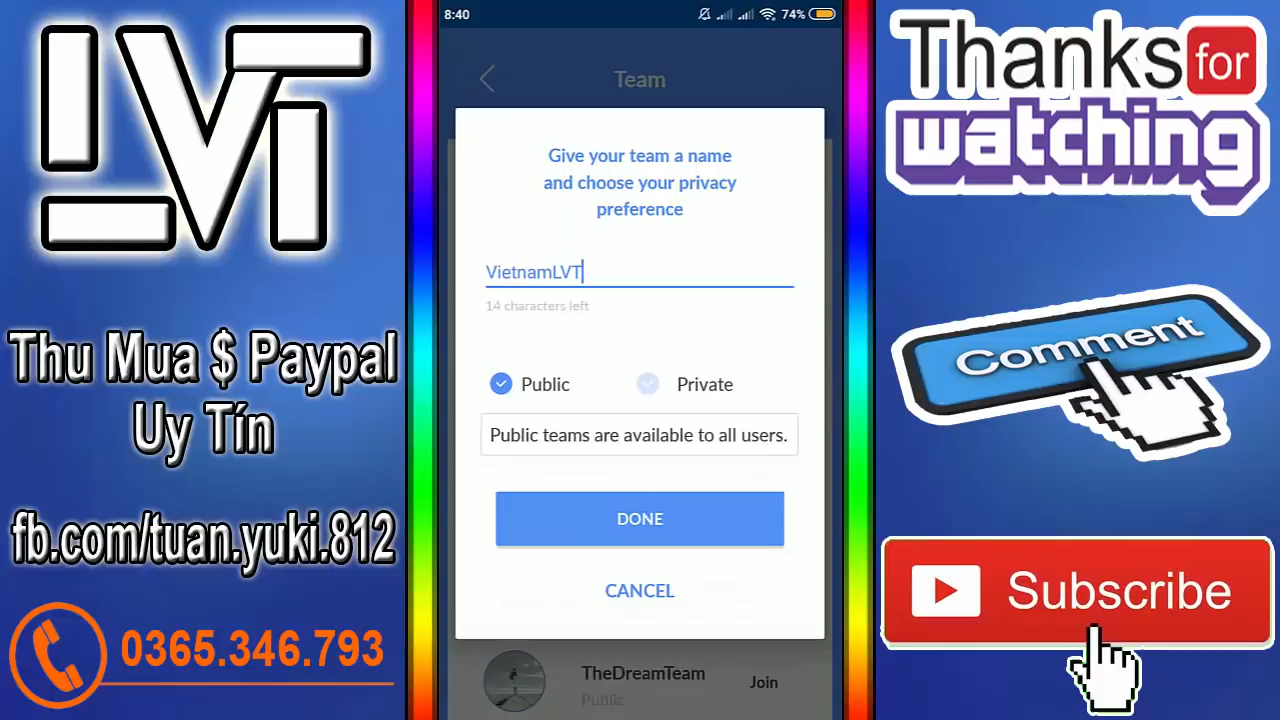 LVT
Thu Mua $ Paypal
Uy Tín
fb.com/tuan.yuki.812
0365.346.793
8:40
74%
Team
Give your team a name
and choose your privacy
preference
VietnamLVT
14 characters left
Public
Private
Public teams are available to all users.
DONE
CANCEL
TheDreamTeam
Public
Join
Thanks for
watching
Comment
Subscribe